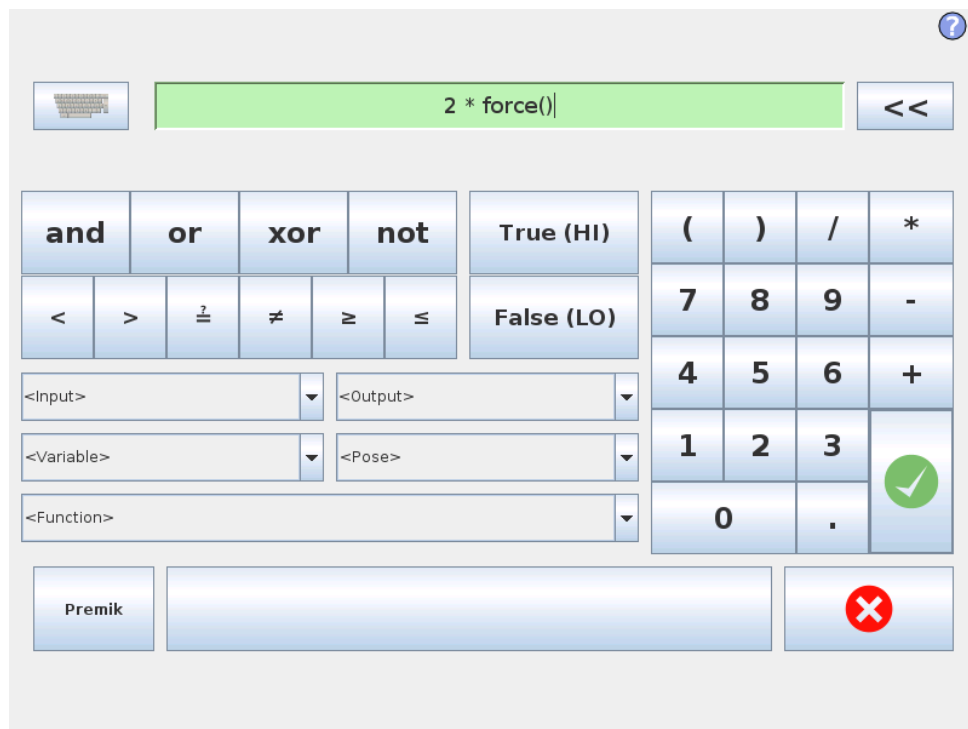 ?
2 * force()
<<
and or xor not True (HI) ( ) / *
< > ≟ ≠ ≥ ≤ False (LO) 7 8 9 -
4 5 6 +
<Input> <Output>
1 2 3
<Variable> <Pose>
<Function> 0 .
Premik